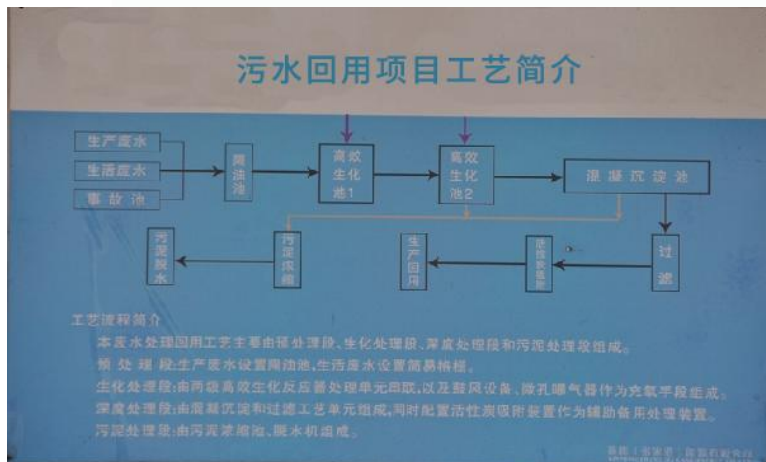 污水回用项目工艺简介
生产废水
生活废水
事故池
隔油池
高效
生化
池1
高效
生化
池2
混凝沉淀池
污泥脱水
污泥浓缩
生产回用
过滤
工艺流程简介
本废水处理回用工艺主要由预处理段、生化处理段、深度处理段和污泥处理段组成。
预处理段:生产废水设置隔油池,生活废水设置简易格栅。
生化处理段:由两级高效生化反应器处理单元串联,以及鼓风设备、微孔曝气器作为充氧手段组成。
深度处理段:由混凝沉淀和过滤工艺单元组成,同时配置活性炭吸附装置作为辅助备用处理装置。
污泥处理段:由污泥浓缩池、脱水机组成。